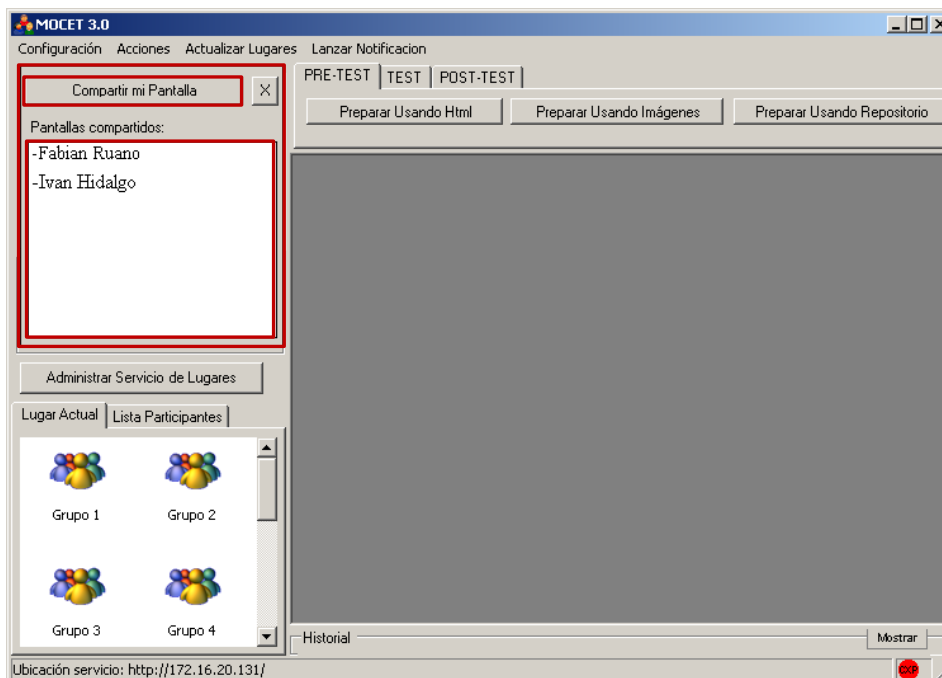 MOCET 3.0
Configuración Acciones Actualizar Lugares Lanzar Notificacion
Compartir mi Pantalla X
Pantallas compartidos:
-Fabian Ruano
-Ivan Hidalgo
Administrar Servicio de Lugares
Lugar Actual Lista Participantes
Grupo 1 Grupo 2
Grupo 3 Grupo 4
PRE-TEST TEST POST-TEST
Preparar Usando Html Preparar Usando Imágenes Preparar Usando Repositorio
Historial Mostrar
Ubicación servicio: http://172.16.20.131/ EXP